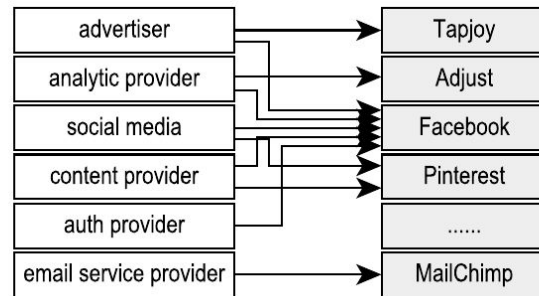 advertiser
Tapjoy
analytic provider
Adjust
social media
Facebook
content provider
Pinterest
auth provider
......
email service provider
MailChimp